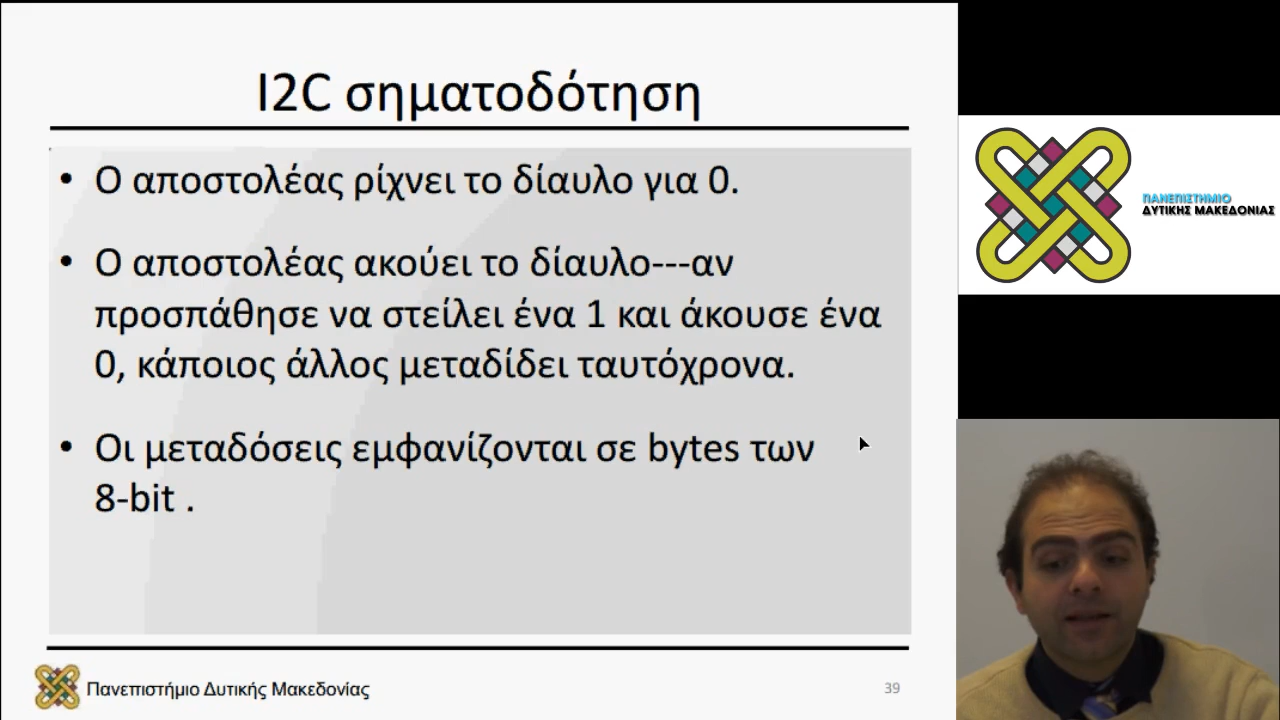 I2C σηματοδότηση
• Ο αποστολέας ρίχνει το δίαυλο για 0.
• Ο αποστολέας ακούει το δίαυλο---αν
προσπάθησε να στείλει ένα 1 και άκουσε ένα
0, κάποιος άλλος μεταδίδει ταυτόχρονα.
• Οι μεταδόσεις εμφανίζονται σε bytes των
8-bit .
Πανεπιστήμιο Δυτικής Μακεδονίας
39
ΠΑΝΕΠΙΣΤΗΜΙΟ
ΔΥΤΙΚΗΣ ΜΑΚΕΔΟΝΙΑΣ